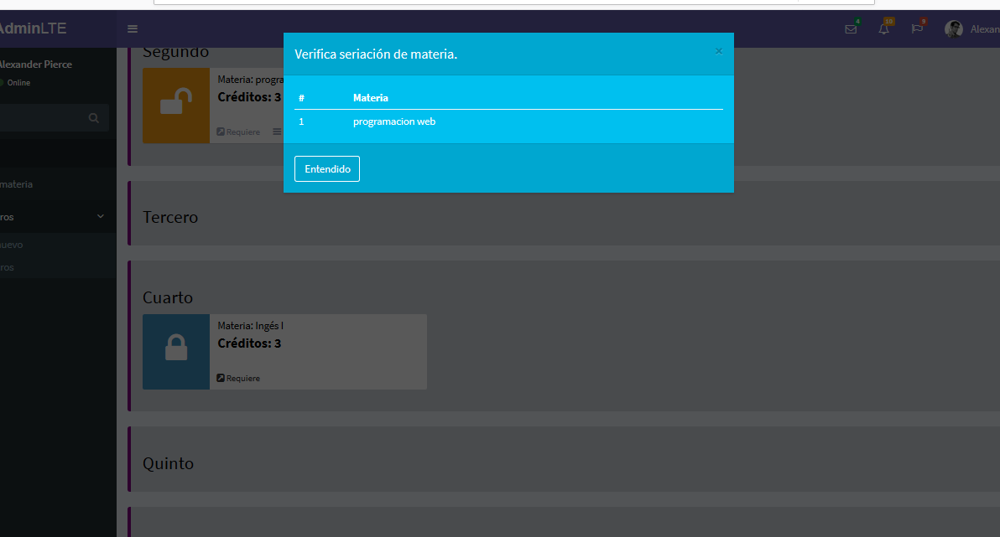 AdminLTE
4
10
9
Alexan
Alexander Pierce
Online
materia
ros
nuevo
ros
Segundo
Materia: progra
Créditos: 3
Requiere
Verifica seriación de materia.
×
# Materia
1 programacion web
Entendido
Tercero
Cuarto
Materia: Ingés I
Créditos: 3
Requiere
Quinto